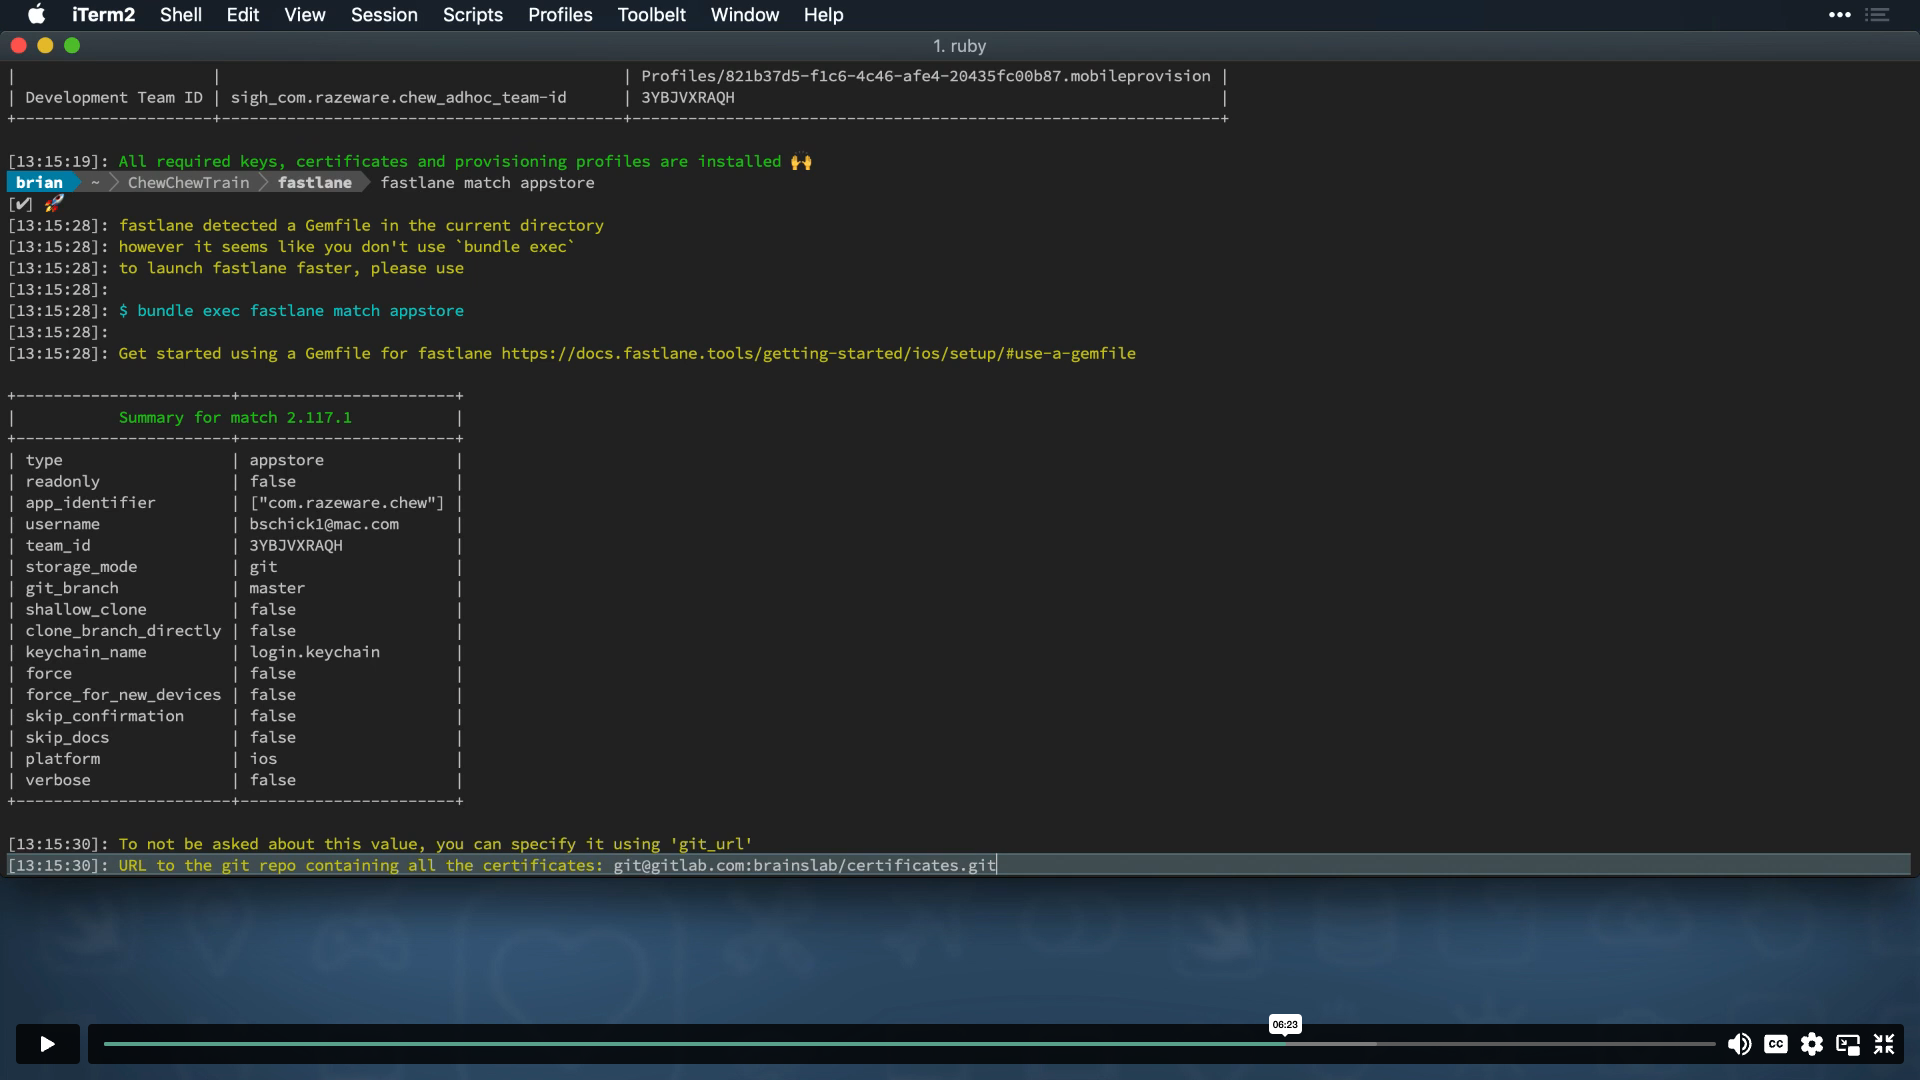 iTerm2 Shell Edit View Session Scripts Profiles Toolbelt Window Help
1. ruby
| | | Profiles/821b37d5-f1c6-4c46-afe4-20435fc00b87.mobileprovision |
| Development Team ID | sigh_com.razeware.chew_adhoc_team-id | 3YBJVXRAQH |
[13:15:19]: All required keys, certificates and provisioning profiles are installed 🙌
brian ~ ChewChewTrain fastlane fastlane match appstore
[✔] 🚀
[13:15:28]: fastlane detected a Gemfile in the current directory
[13:15:28]: however it seems like you don't use `bundle exec`
[13:15:28]: to launch fastlane faster, please use
[13:15:28]:
[13:15:28]: $ bundle exec fastlane match appstore
[13:15:28]:
[13:15:28]: Get started using a Gemfile for fastlane https://docs.fastlane.tools/getting-started/ios/setup/#use-a-gemfile
| Summary for match 2.117.1 |
| type | appstore |
| readonly | false |
| app_identifier | ["com.razeware.chew"] |
| username | bschick1@mac.com |
| team_id | 3YBJVXRAQH |
| storage_mode | git |
| git_branch | master |
| shallow_clone | false |
| clone_branch_directly | false |
| keychain_name | login.keychain |
| force | false |
| force_for_new_devices | false |
| skip_confirmation | false |
| skip_docs | false |
| platform | ios |
| verbose | false |
[13:15:30]: To not be asked about this value, you can specify it using 'git_url'
[13:15:30]: URL to the git repo containing all the certificates: git@gitlab.com:brainslab/certificates.git
06:23
CC